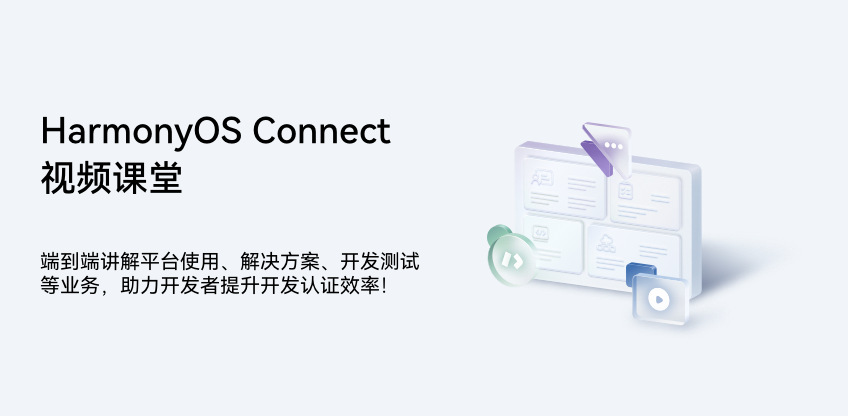 HarmonyOS Connect
视频课堂
端到端讲解平台使用、解决方案、开发测试
等业务，助力开发者提升开发认证效率！